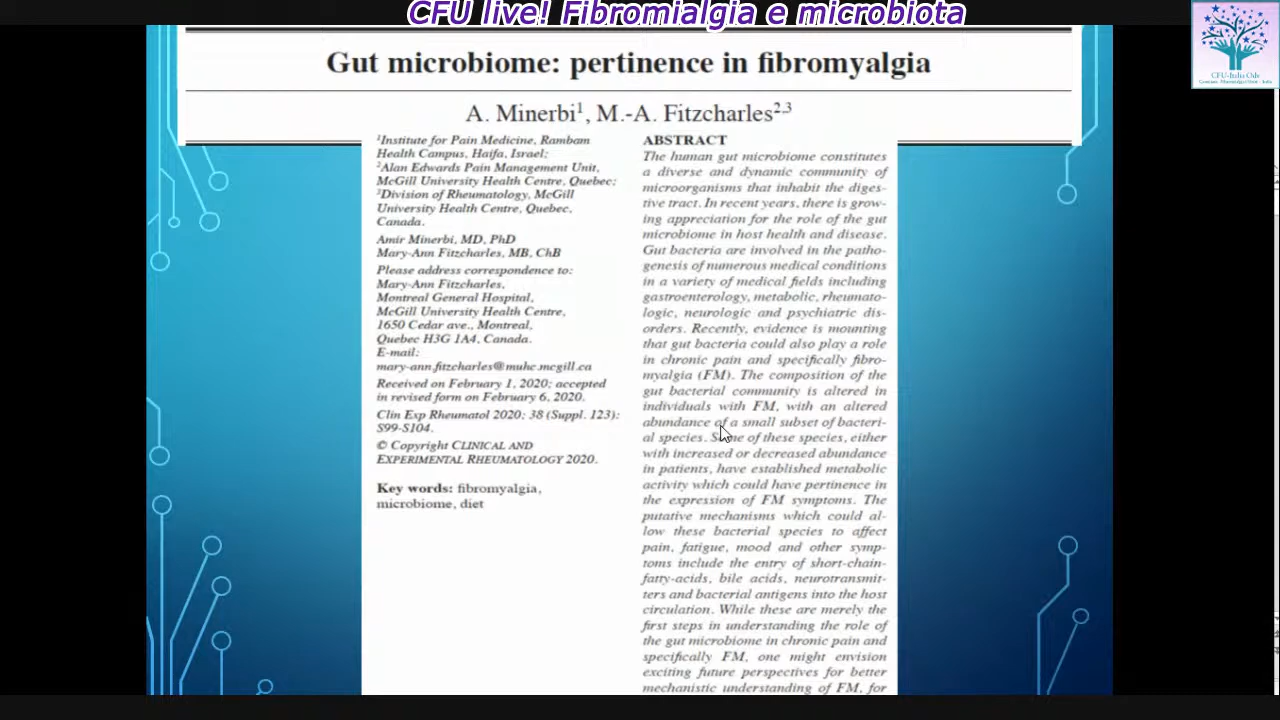 CFU live! Fibromialgia e microbiota
CFU-Italia Odv
Gut microbiome: pertinence in fibromyalgia
A. Minerbi1, M.-A. Fitzcharles2,3
1Institute for Pain Medicine, Rambam
Health Campus, Haifa, Israel;
2Alan Edwards Pain Management Unit,
McGill University Health Centre, Quebec;
3Division of Rheumatology, McGill
University Health Centre, Quebec,
Canada.
Amir Minerbi, MD, PhD
Mary-Ann Fitzcharles, MB, ChB
Please address correspondence to:
Mary-Ann Fitzcharles,
Montreal General Hospital,
McGill University Health Centre,
1650 Cedar ave., Montreal,
Quebec H3G 1A4, Canada.
E-mail:
mary-ann.fitzcharles@muhc.mcgill.ca
Received on February 1, 2020; accepted
in revised form on February 6, 2020.
Clin Exp Rheumatol 2020; 38 (Suppl. 123):
S99-S104.
© Copyright CLINICAL AND
EXPERIMENTAL RHEUMATOLOGY 2020.
Key words: fibromyalgia,
microbiome, diet
ABSTRACT
The human gut microbiome constitutes
a diverse and dynamic community of
microorganisms that inhabit the diges-
tive tract. In recent years, there is grow-
ing appreciation for the role of the gut
microbiome in host health and disease.
Gut bacteria are involved in the patho-
genesis of numerous medical conditions
in a variety of medical fields including
gastroenterology, metabolic, rheumato-
logic, neurologic and psychiatric dis-
orders. Recently, evidence is mounting
that gut bacteria could also play a role
in chronic pain and specifically fibro-
myalgia (FM). The composition of the
gut bacterial community is altered in
individuals with FM, with an altered
abundance of a small subset of bacteri-
al species. Some of these species, either
with increased or decreased abundance
in patients, have established metabolic
activity which could have pertinence in
the expression of FM symptoms. The
putative mechanisms which could al-
low these bacterial species to affect
pain, fatigue, mood and other symp-
toms include the entry of short-chain-
fatty-acids, bile acids, neurotransmit-
ters and bacterial antigens into the host
circulation. While these are merely the
first steps in understanding the role of
the gut microbiome in chronic pain and
specifically FM, one might envision
exciting future perspectives for better
mechanistic understanding of FM, for